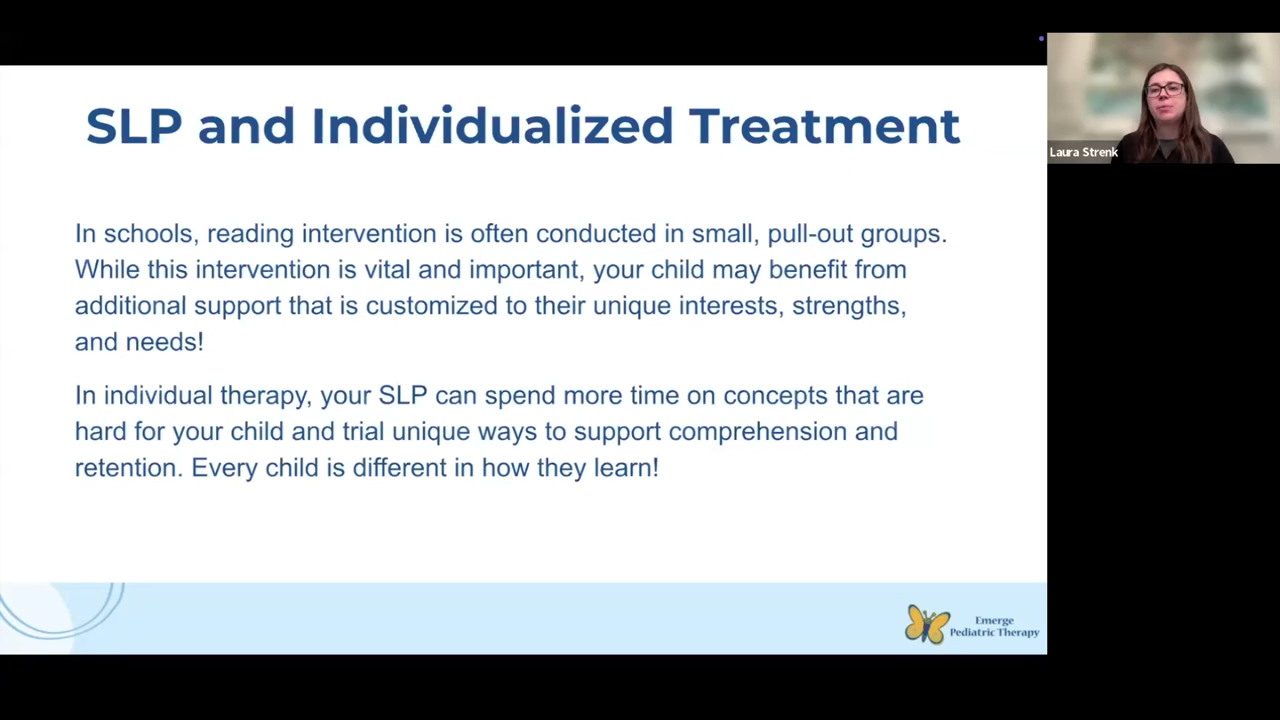 SLP and Individualized Treatment
Laura Strenk
In schools, reading intervention is often conducted in small, pull-out groups.
While this intervention is vital and important, your child may benefit from
additional support that is customized to their unique interests, strengths,
and needs!
In individual therapy, your SLP can spend more time on concepts that are
hard for your child and trial unique ways to support comprehension and
retention. Every child is different in how they learn!
Emerge
Pediatric Therapy